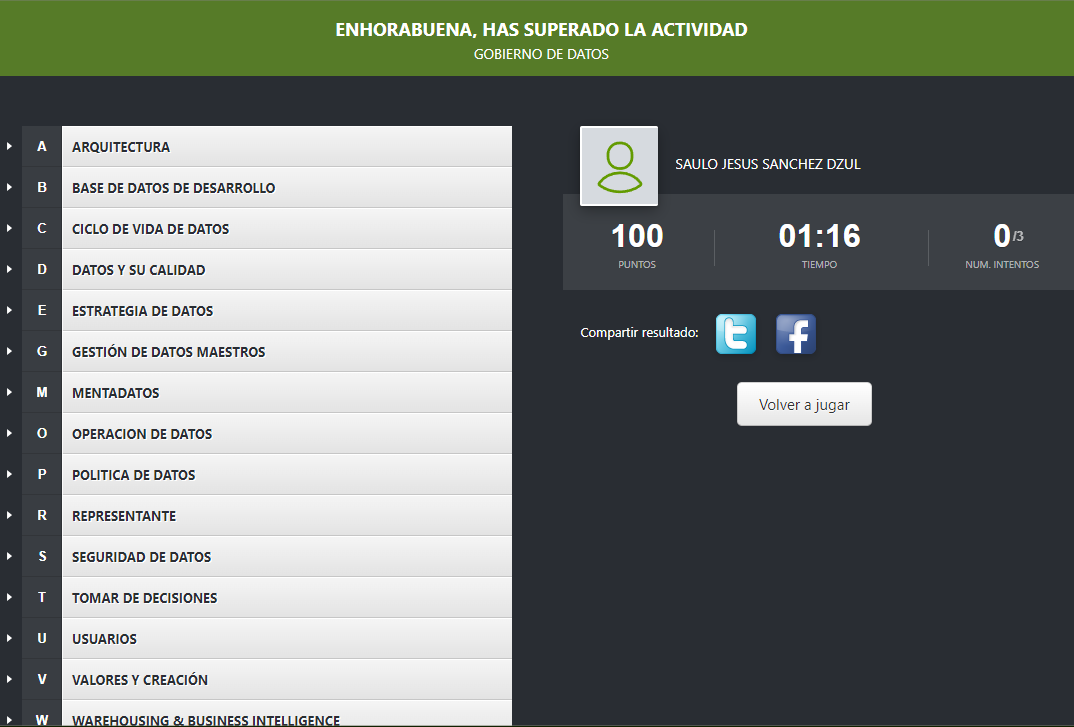 ENHORABUENA, HAS SUPERADO LA ACTIVIDAD
GOBIERNO DE DATOS
A ARQUITECTURA
B BASE DE DATOS DE DESARROLLO
C CICLO DE VIDA DE DATOS
D DATOS Y SU CALIDAD
E ESTRATEGIA DE DATOS
G GESTIÓN DE DATOS MAESTROS
M MENTADATOS
O OPERACION DE DATOS
P POLITICA DE DATOS
R REPRESENTANTE
S SEGURIDAD DE DATOS
T TOMAR DE DECISIONES
U USUARIOS
V VALORES Y CREACIÓN
W WAREHOUSING & BUSINESS INTELLIGENCE
SAULO JESUS SANCHEZ DZUL
100 01:16 0/3
PUNTOS TIEMPO NUM. INTENTOS
Compartir resultado:
Volver a jugar